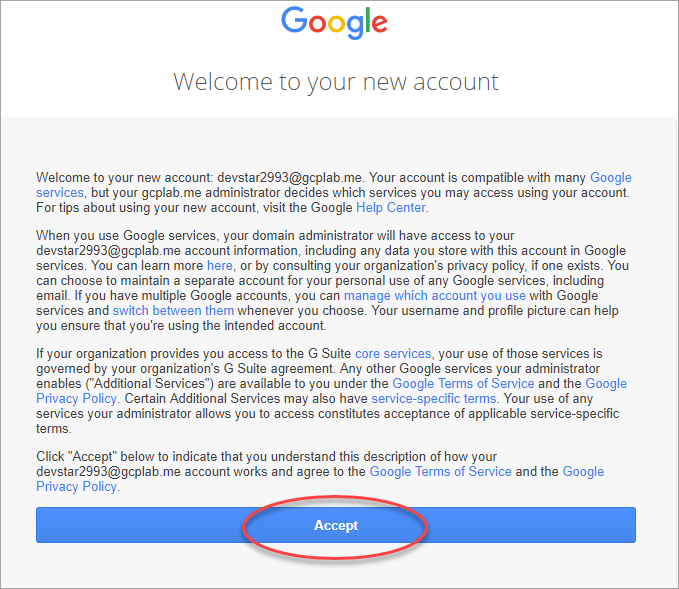 Google
Welcome to your new account
Welcome to your new account: devstar2993@gcplab.me. Your account is compatible with many Google
services, but your gcplab.me administrator decides which services you may access using your account.
For tips about using your new account, visit the Google Help Center.
When you use Google services, your domain administrator will have access to your
devstar2993@gcplab.me account information, including any data you store with this account in Google
services. You can learn more here, or by consulting your organization's privacy policy, if one exists. You
can choose to maintain a separate account for your personal use of any Google services, including
email. If you have multiple Google accounts, you can manage which account you use with Google
services and switch between them whenever you choose. Your username and profile picture can help
you ensure that you're using the intended account.
If your organization provides you access to the G Suite core services, your use of those services is
governed by your organization's G Suite agreement. Any other Google services your administrator
enables ("Additional Services") are available to you under the Google Terms of Service and the Google
Privacy Policy. Certain Additional Services may also have service-specific terms. Your use of any
services your administrator allows you to access constitutes acceptance of applicable service-specific
terms.
Click "Accept" below to indicate that you understand this description of how your
devstar2993@gcplab.me account works and agree to the Google Terms of Service and the Google
Privacy Policy.
Accept